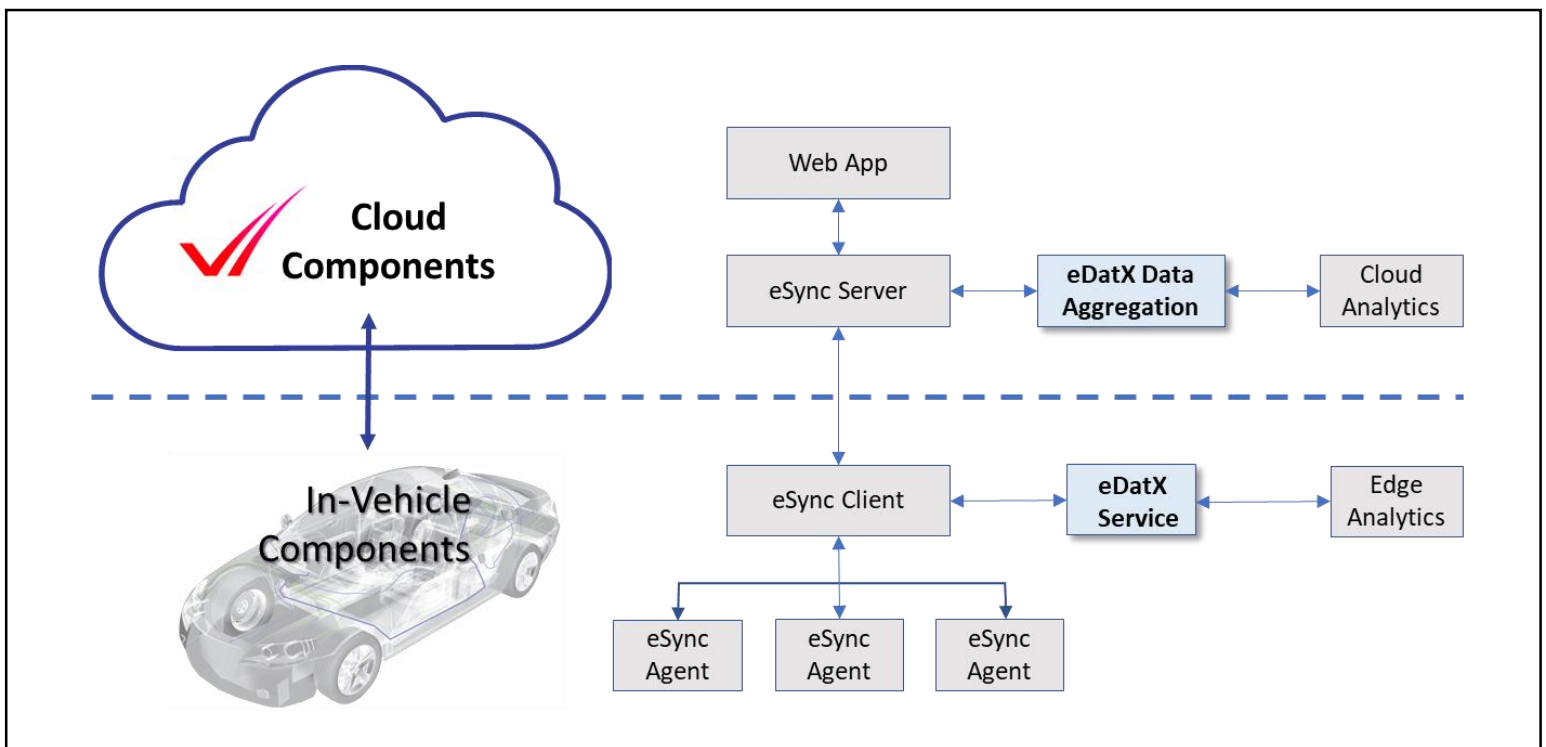 Cloud
Components
In-Vehicle
Components
Web App
eSync Server
eDatX Data
Aggregation
Cloud
Analytics
eSync Client
eDatX
Service
Edge
Analytics
eSync
Agent
eSync
Agent
eSync
Agent